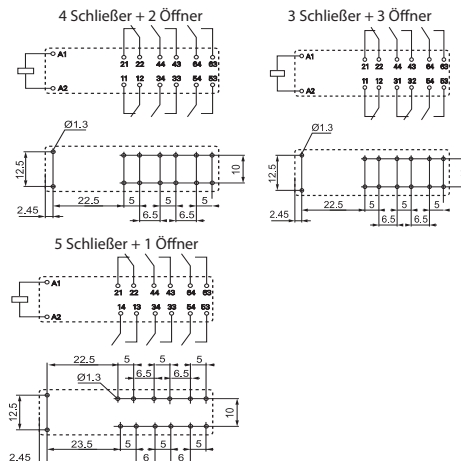 4 Schließer + 2 Öffner
A1
A2
21 22 44 43 64 63
11 12 34 33 54 53
Ø1.3
12.5
10
2.45
22.5
5
5
5
6.5
6.5
3 Schließer + 3 Öffner
A1
A2
21 22 44 43 64 63
11 12 31 32 54 53
Ø1.3
12.5
2.45
22.5
5
5
5
6.5
6.5
5 Schließer + 1 Öffner
A1
A2
21 22 44 43 64 63
14 13 34 33 54 53
22.5
5
5
5
Ø1.3
6.5
6.5
12.5
10
23.5
5
5
5
2.45
6
6